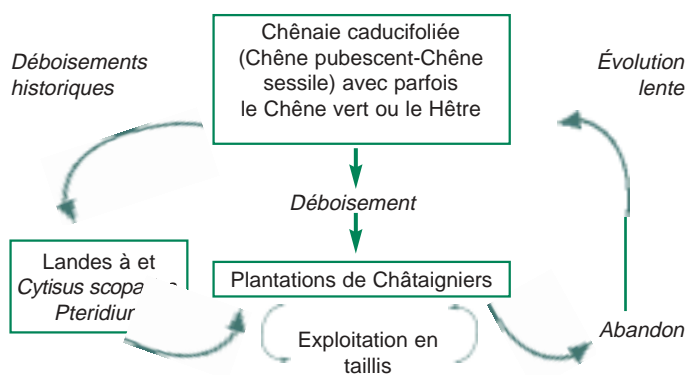 Chênaie caducifoliée
(Chêne pubescent-Chêne
sessile) avec parfois
le Chêne vert ou le Hêtre
Déboisements
historiques
Évolution
lente
Déboisement
Landes à et
Cytisus
Plantations de Châtaigniers
Exploitation en
taillis
Abandon